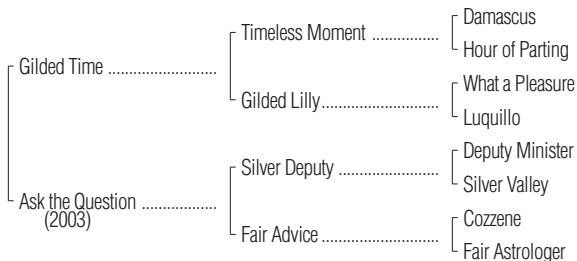 Damascus
Timeless Moment ................
Hour of Parting
Gilded Time ..........................
What a Pleasure
Gilded Lilly............................
Luquillo
Deputy Minister
Silver Deputy ........................
Silver Valley
Ask the Question ..................
(2003)
Cozzene
Fair Advice ............................
Fair Astrologer